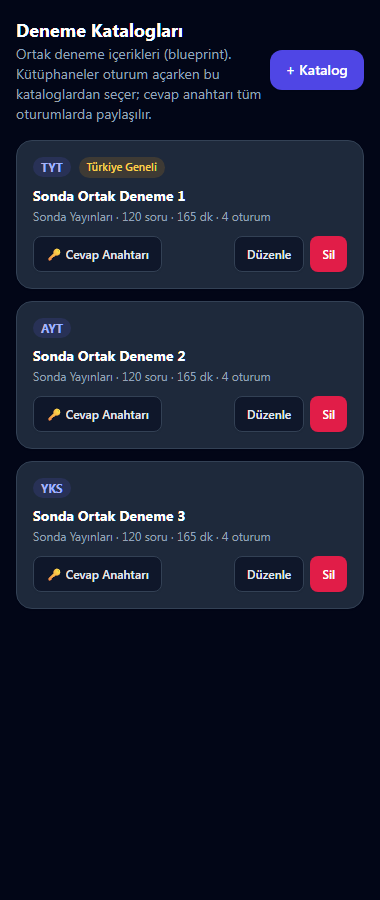 Deneme Katalogları
Ortak deneme içerikleri (blueprint).
Kütüphaneler oturum açarken bu
kataloglardan seçer; cevap anahtarı tüm
oturumlarda paylaşılır.
+ Katalog
TYT
Türkiye Geneli
Sonda Ortak Deneme 1
Sonda Yayınları · 120 soru · 165 dk · 4 oturum
🔑 Cevap Anahtarı
Düzenle
Sil
AYT
Sonda Ortak Deneme 2
Sonda Yayınları · 120 soru · 165 dk · 4 oturum
🔑 Cevap Anahtarı
Düzenle
Sil
YKS
Sonda Ortak Deneme 3
Sonda Yayınları · 120 soru · 165 dk · 4 oturum
🔑 Cevap Anahtarı
Düzenle
Sil